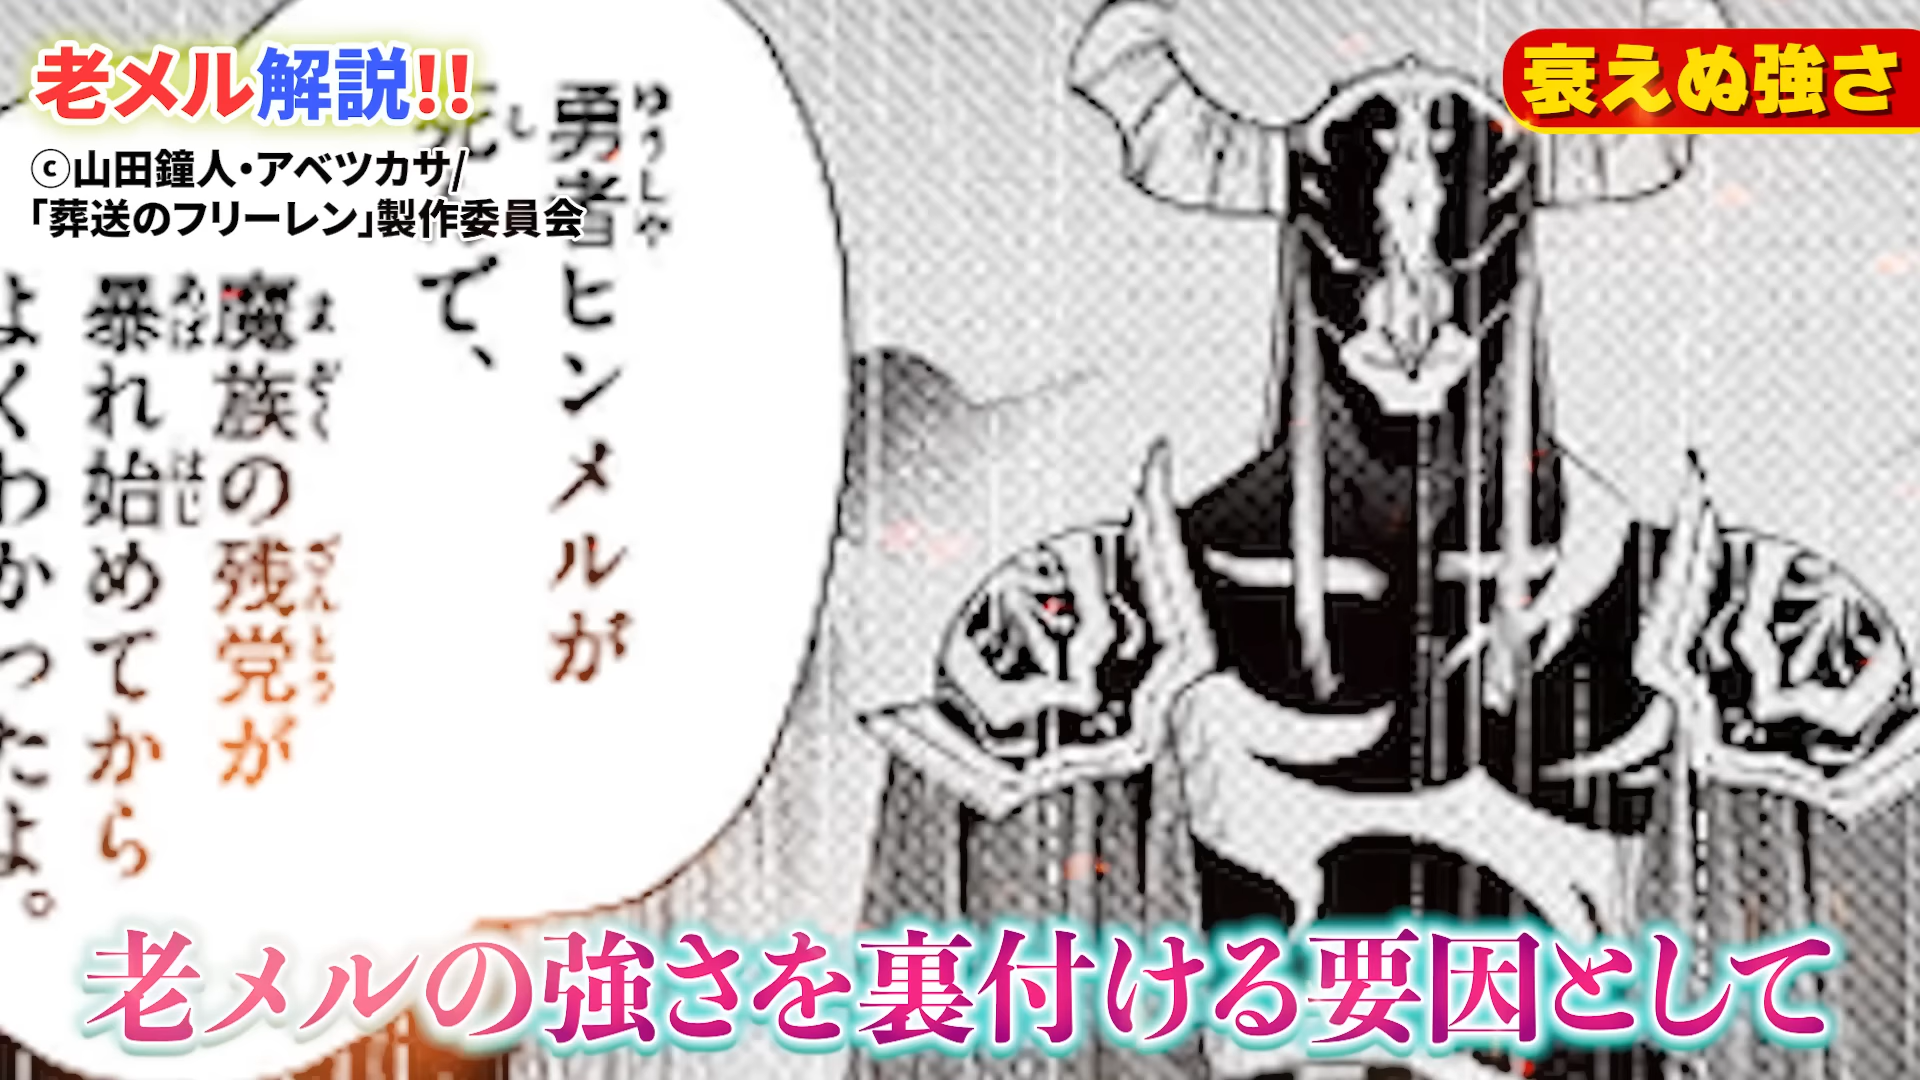 老メル解説!!
衰えぬ強さ
ⓒ山田鐘人・アベツカサ/
「葬送のフリーレン」製作委員会
勇者ヒンメルが
死で、
魔族の残党が
暴れ始めてから
よくわかったよ。
老メルの強さを裏付ける要因として